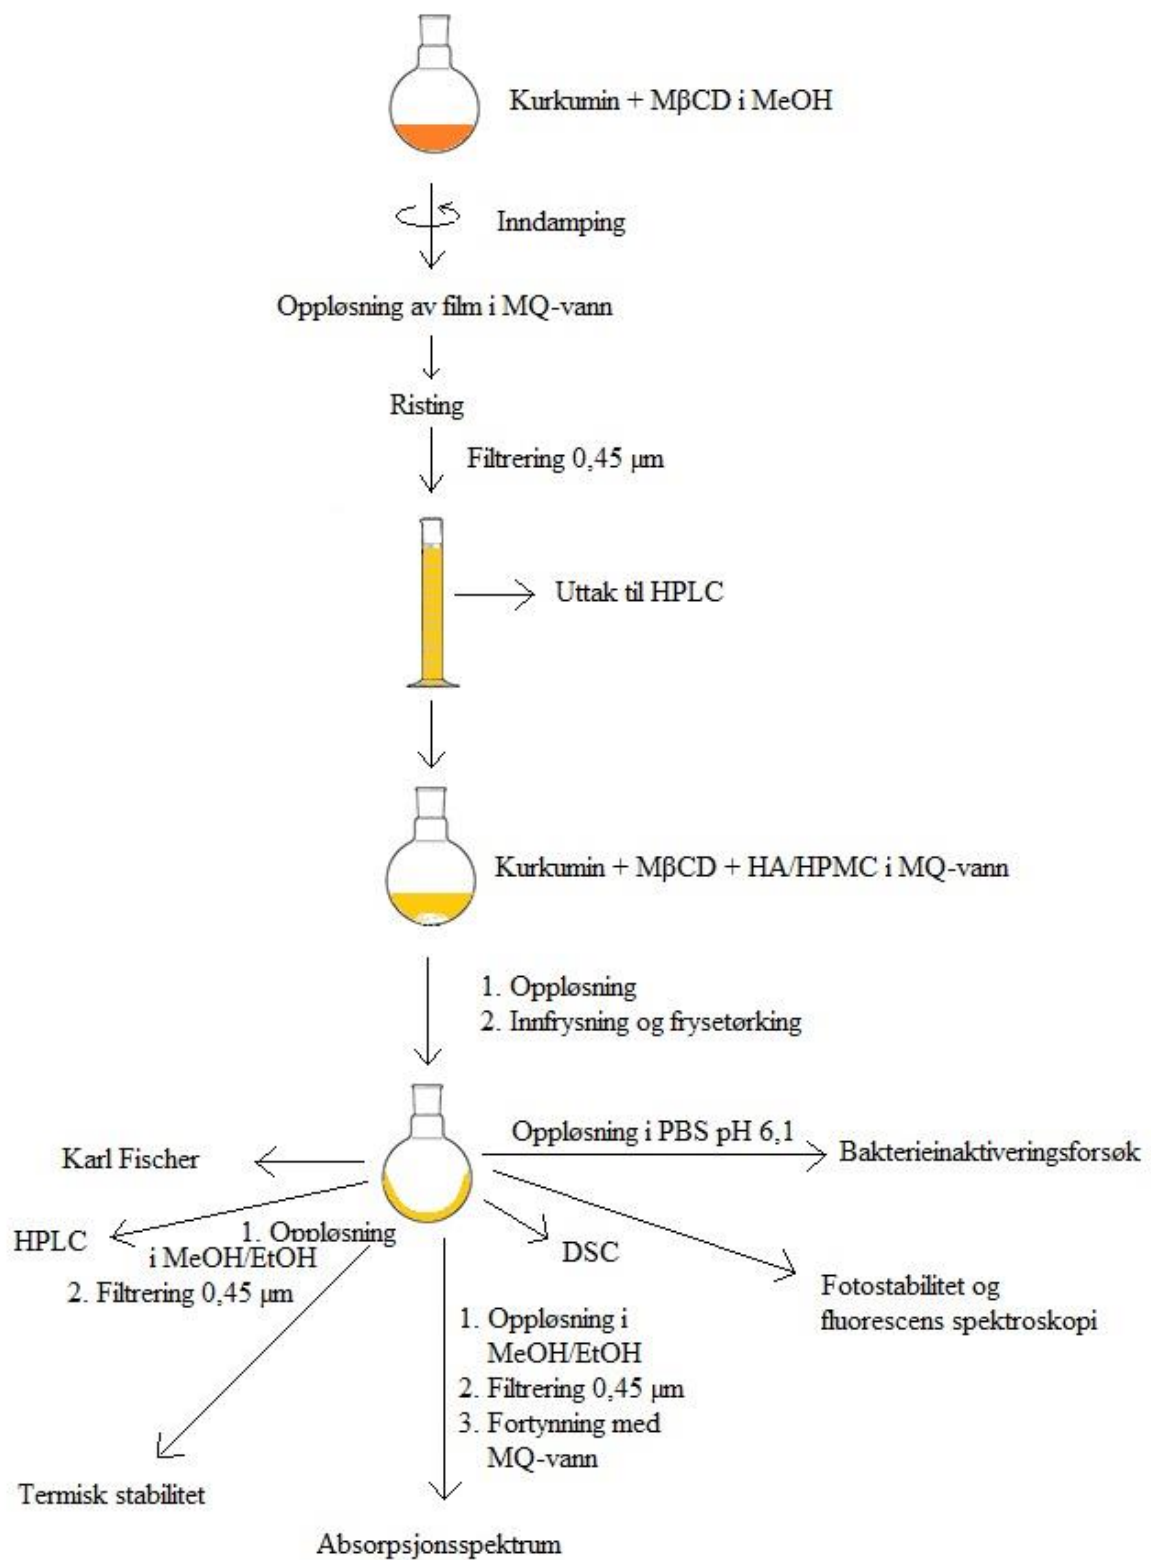 Kurkumin + MβCD i MeOH
Inndamping
Oppløsning av film i MQ-vann
Risting
Filtrering 0,45 μm
Uttak til HPLC
Kurkumin + MβCD + HA/HPMC i MQ-vann
1. Oppløsning
2. Innfrysning og frysetørking
Oppløsning i PBS pH 6,1
Bakterieinaktiveringsforsøk
Karl Fischer
HPLC
1. Oppløsning
i MeOH/EtOH
2. Filtrering 0,45 μm
DSC
Fotostabilitet og
fluorescens spektroskopi
1. Oppløsning i
MeOH/EtOH
2. Filtrering 0,45 μm
3. Fortynning med
MQ-vann
Termisk stabilitet
Absorpsjonsspektrum